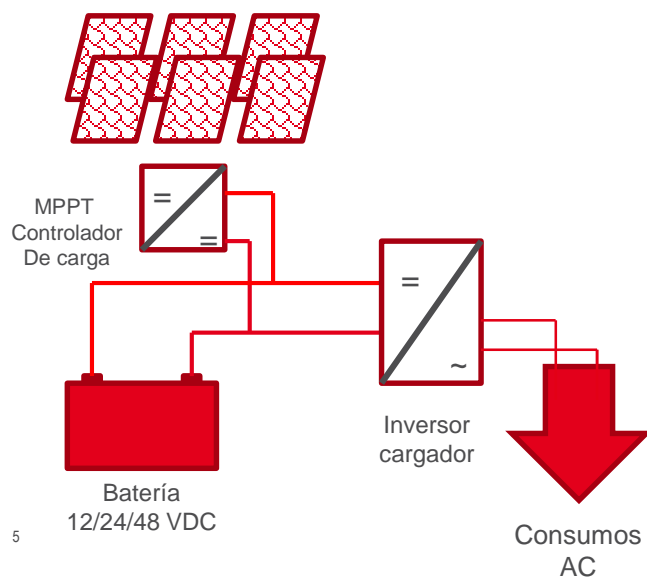 =
=
MPPT
Controlador
De carga
=
~
Inversor
cargador
Batería
12/24/48 VDC
5
Consumos
AC